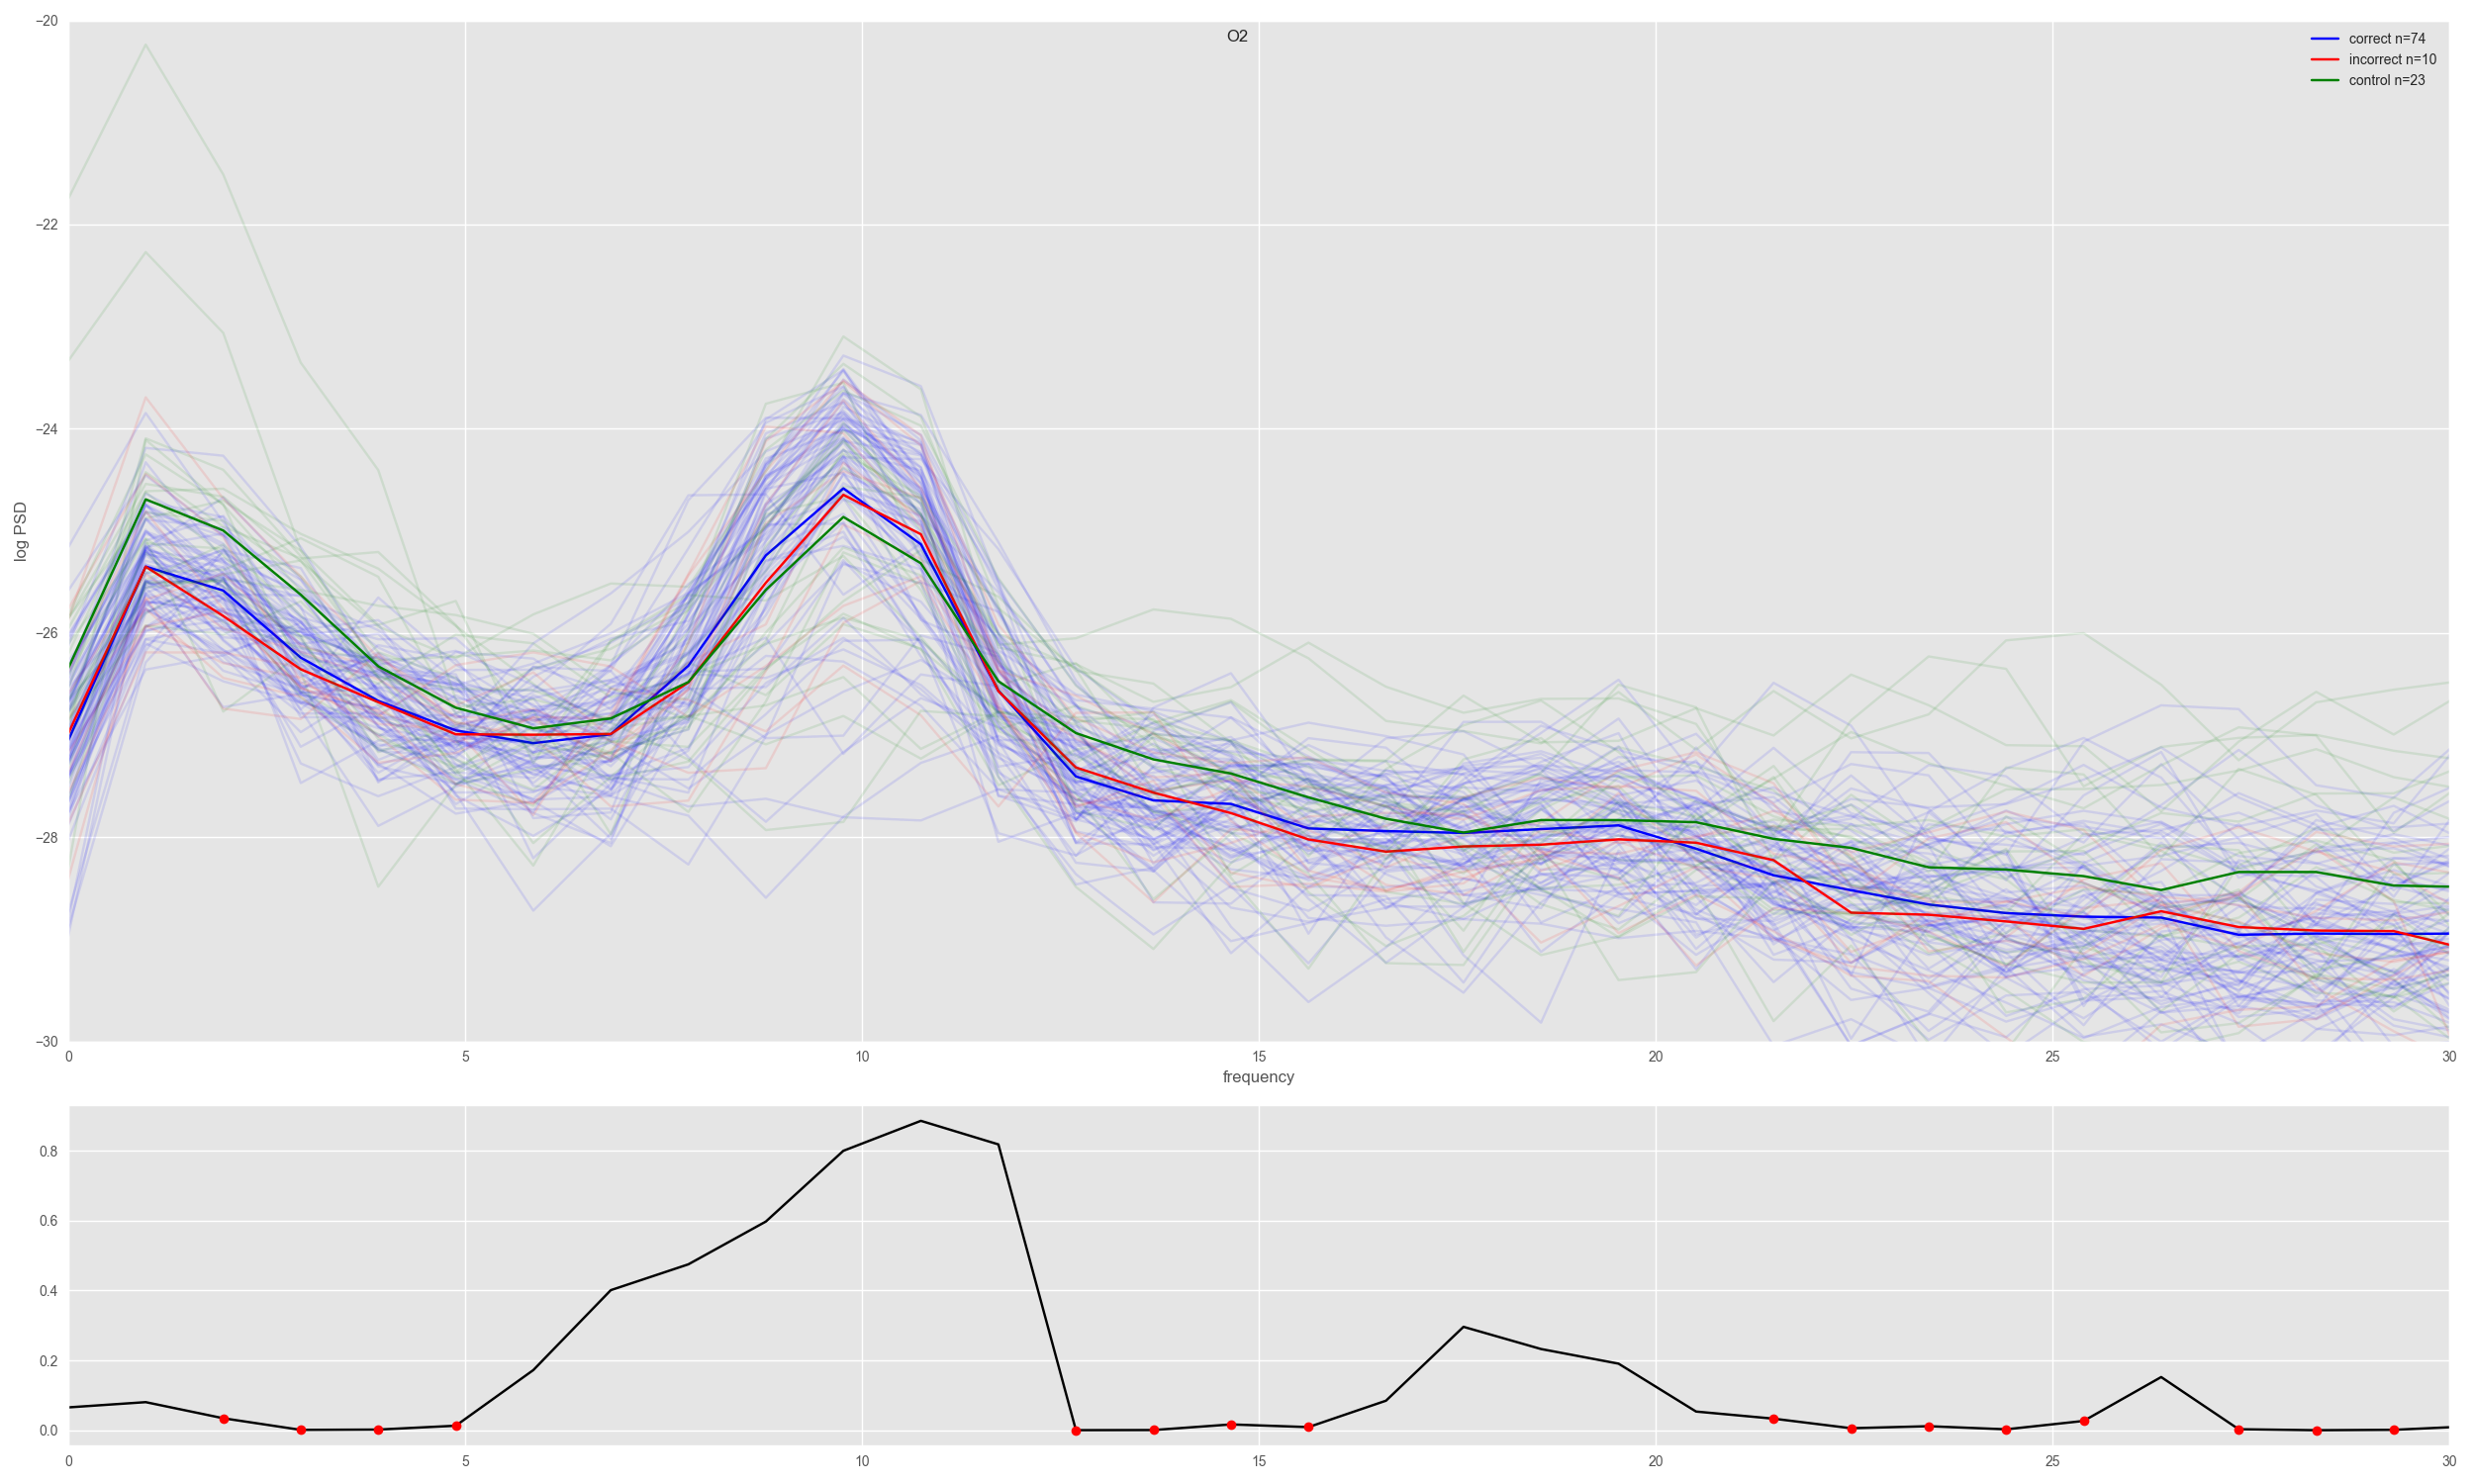 O2
correct n=74
incorrect n=10
control n=23
log PSD
−20
−22
−24
−26
−28
−30
0 5 10 15 20 25 30
frequency
0.8
0.6
0.4
0.2
0.0
0 5 10 15 20 25 30